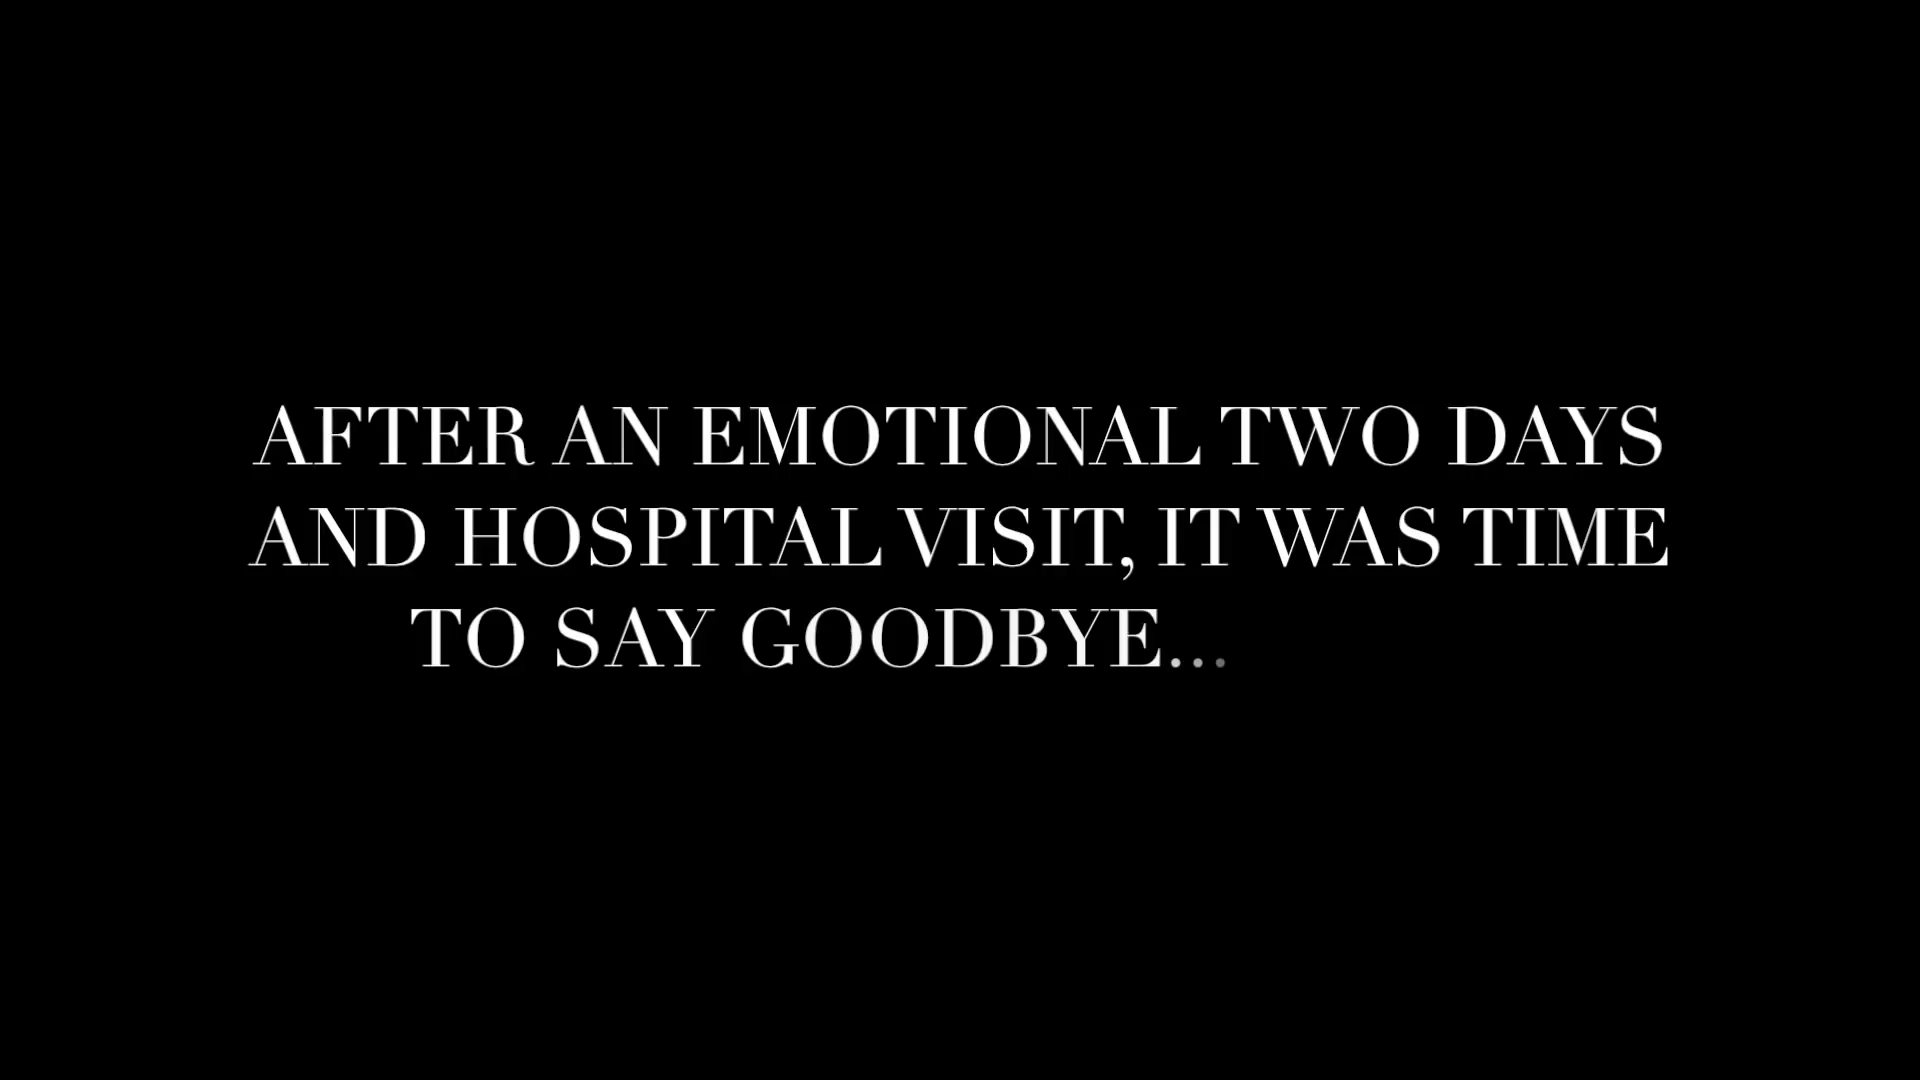 AFTER AN EMOTIONAL TWO DAYS
AND HOSPITAL VISIT, IT WAS TIME
TO SAY GOODBYE...